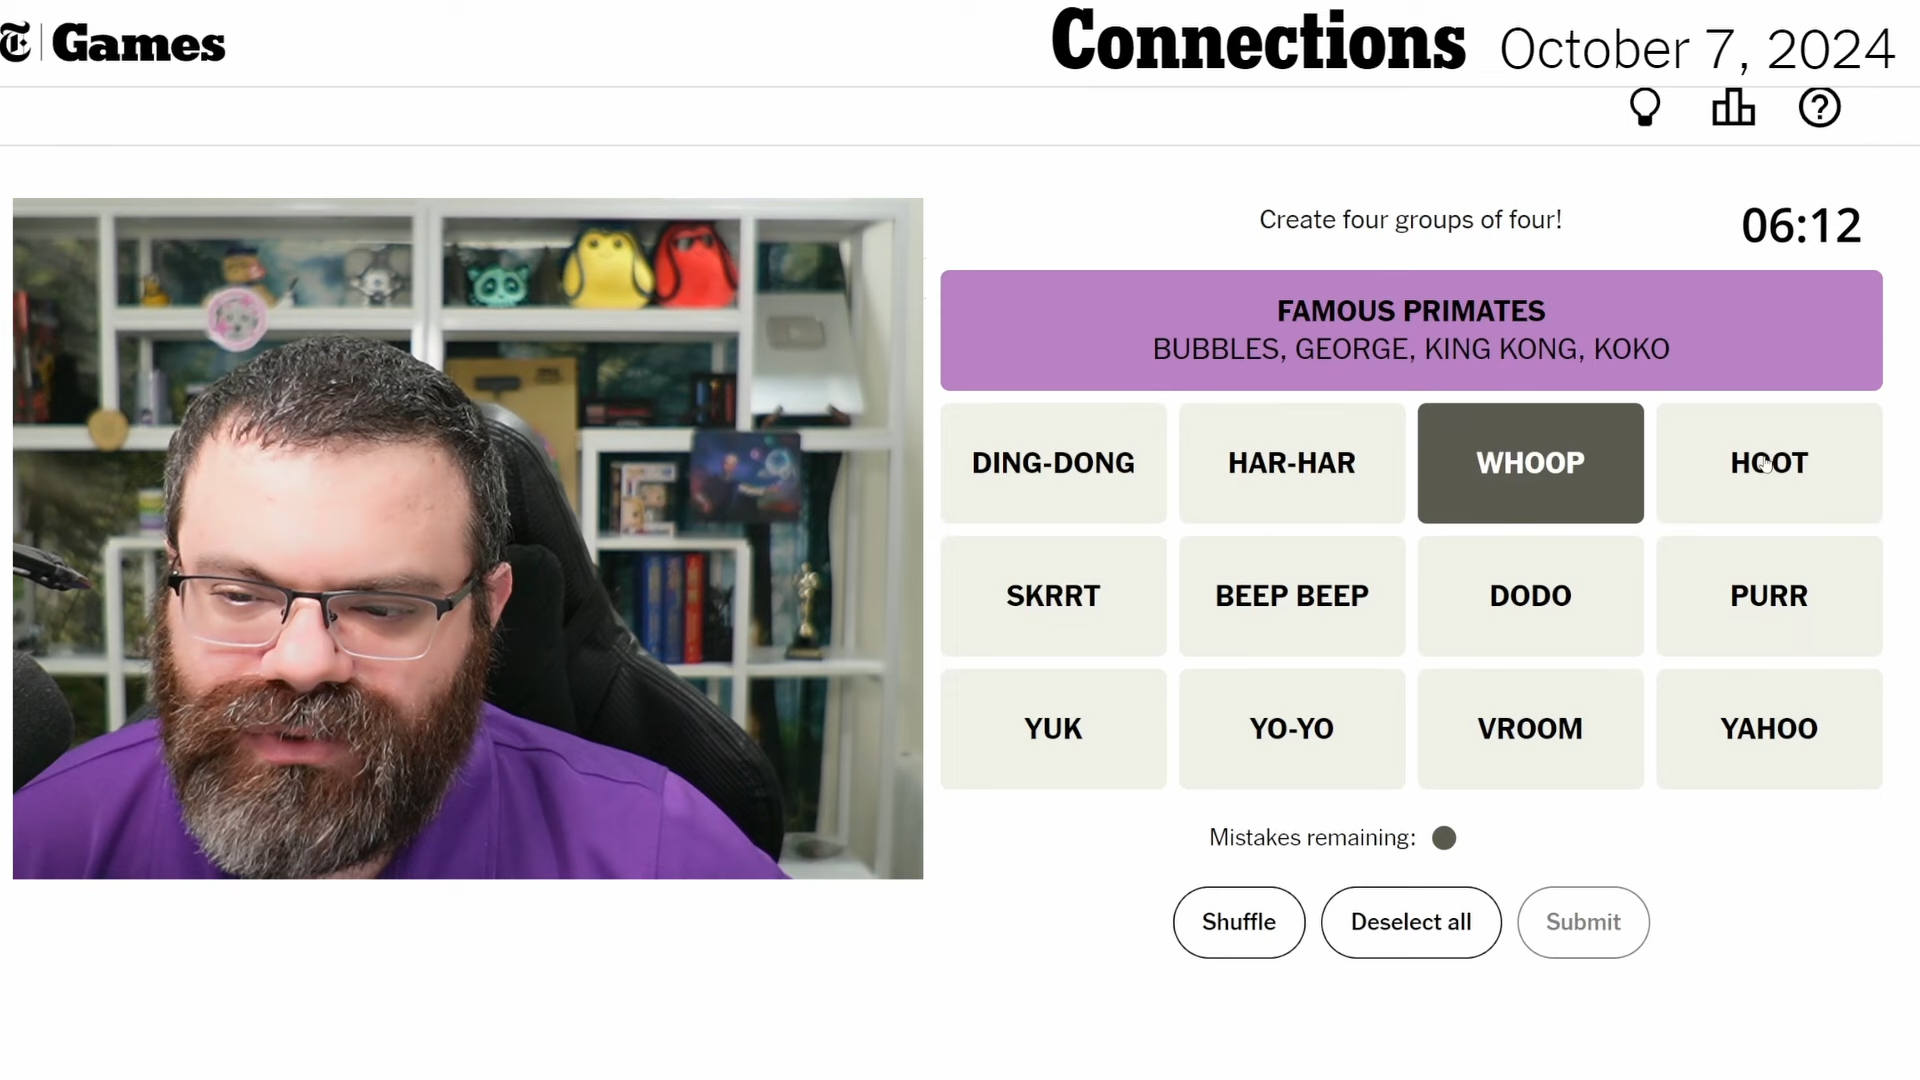 T Games
Connections October 7, 2024
Create four groups of four!
06:12
FAMOUS PRIMATES
BUBBLES, GEORGE, KING KONG, KOKO
DING-DONG HAR-HAR WHOOP HOOT
SKRRT BEEP BEEP DODO PURR
YUK YO-YO VROOM YAHOO
Mistakes remaining:
Shuffle Deselect all Submit